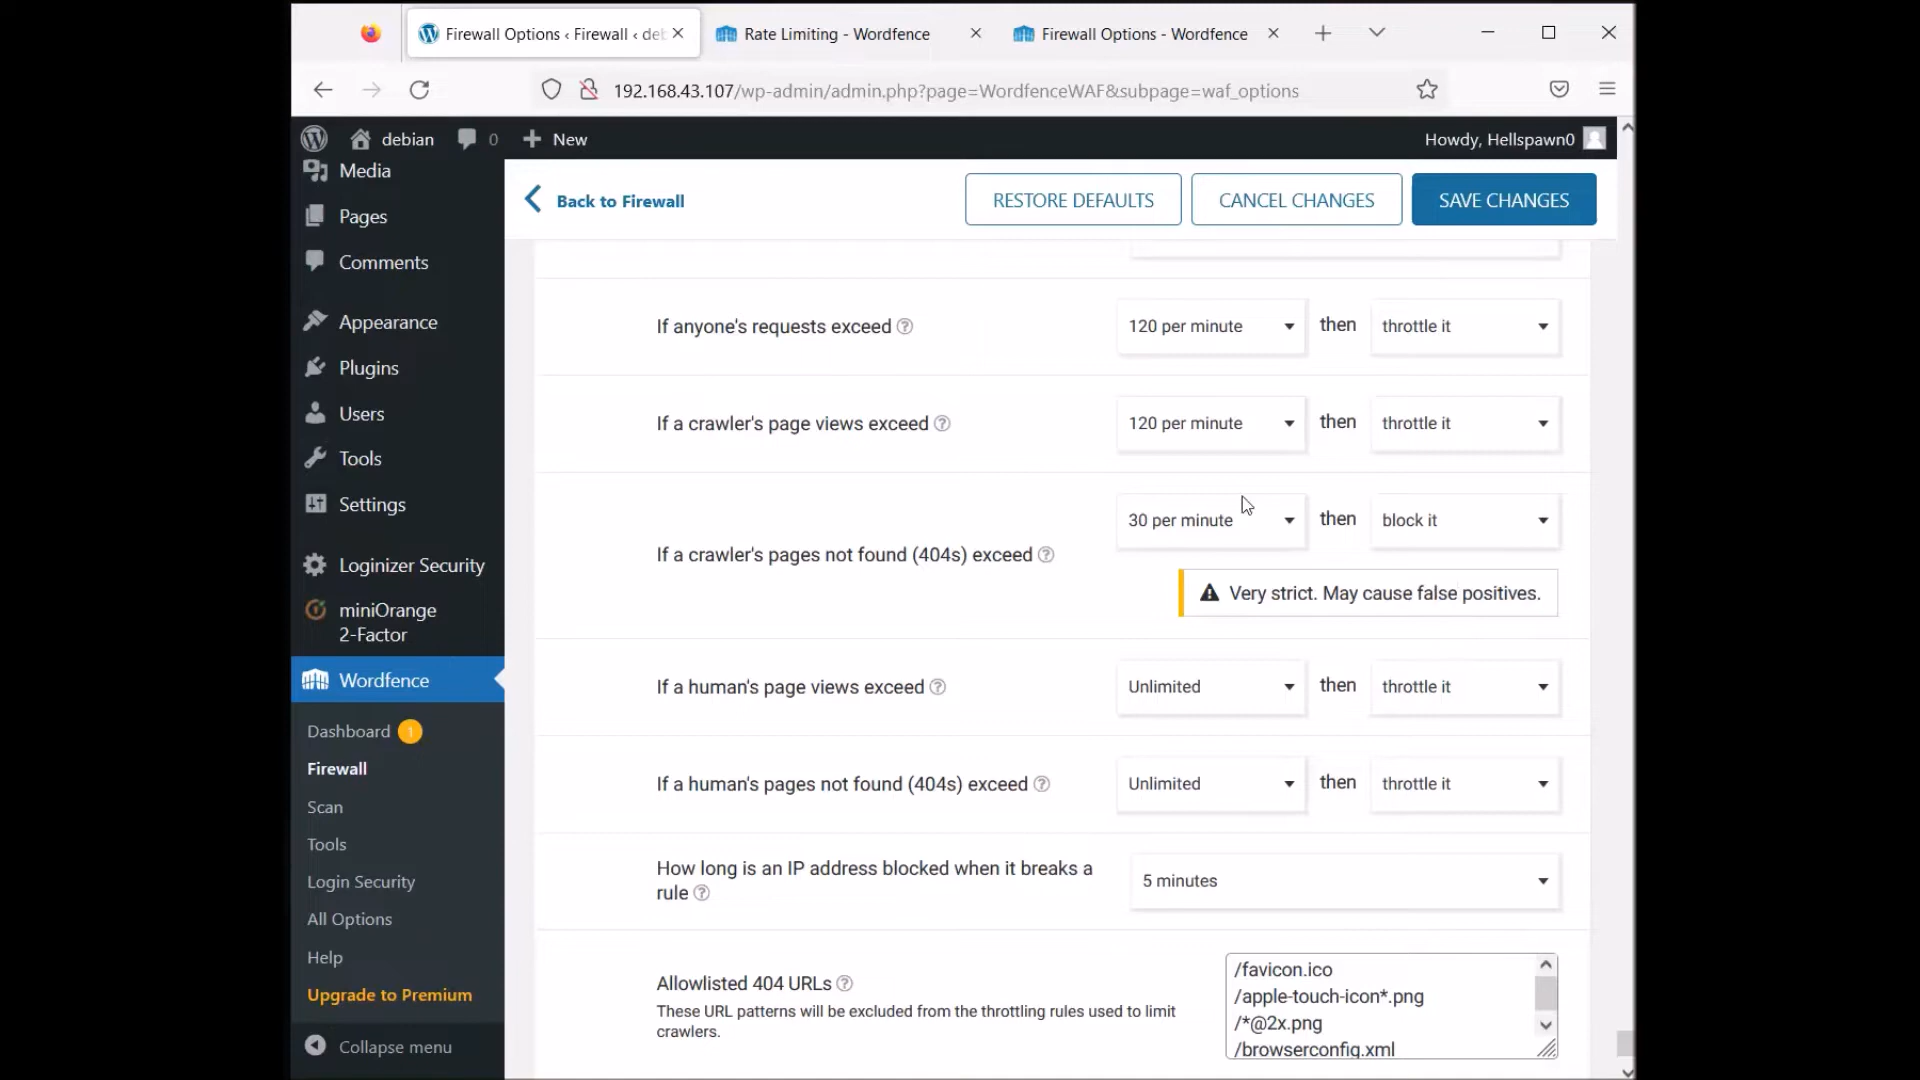 Firewall Options ‹ Firewall ‹ deb
Rate Limiting - Wordfence
Firewall Options - Wordfence
192.168.43.107/wp-admin/admin.php?page=WordfenceWAF&subpage=waf_options
debian
0
New
Howdy, Hellspawn0
Media
Pages
Comments
Appearance
Plugins
Users
Tools
Settings
Loginizer Security
miniOrange
2-Factor
Wordfence
Dashboard 1
Firewall
Scan
Tools
Login Security
All Options
Help
Upgrade to Premium
Collapse menu
Back to Firewall
RESTORE DEFAULTS
CANCEL CHANGES
SAVE CHANGES
If anyone's requests exceed 120 per minute then throttle it
If a crawler's page views exceed 120 per minute then throttle it
30 per minute then block it
If a crawler's pages not found (404s) exceed
Very strict. May cause false positives.
If a human's page views exceed Unlimited then throttle it
If a human's pages not found (404s) exceed Unlimited then throttle it
How long is an IP address blocked when it breaks a
rule
5 minutes
Allowlisted 404 URLs
These URL patterns will be excluded from the throttling rules used to limit
crawlers.
/favicon.ico
/apple-touch-icon*.png
/*@2x.png
/browserconfig.xml